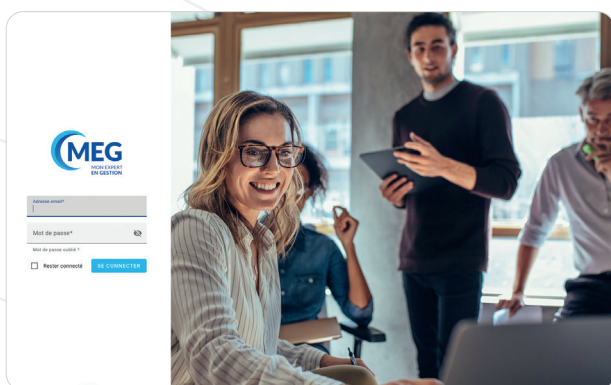 MEG
MON EXPERT
EN GESTION
Adresse email*
Mot de passe*
Mot de passe oublié ?
Rester connecté
SE CONNECTER